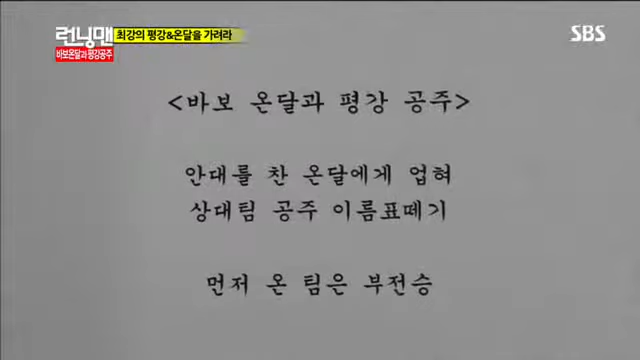 런닝맨 최강의 평강&온달을 가려라
바보온달과 평강공주
SBS
<바보 온달과 평강 공주>
안대를 찬 온달에게 업혀
상대팀 공주 이름표떼기
먼저 온 팀은 부전승